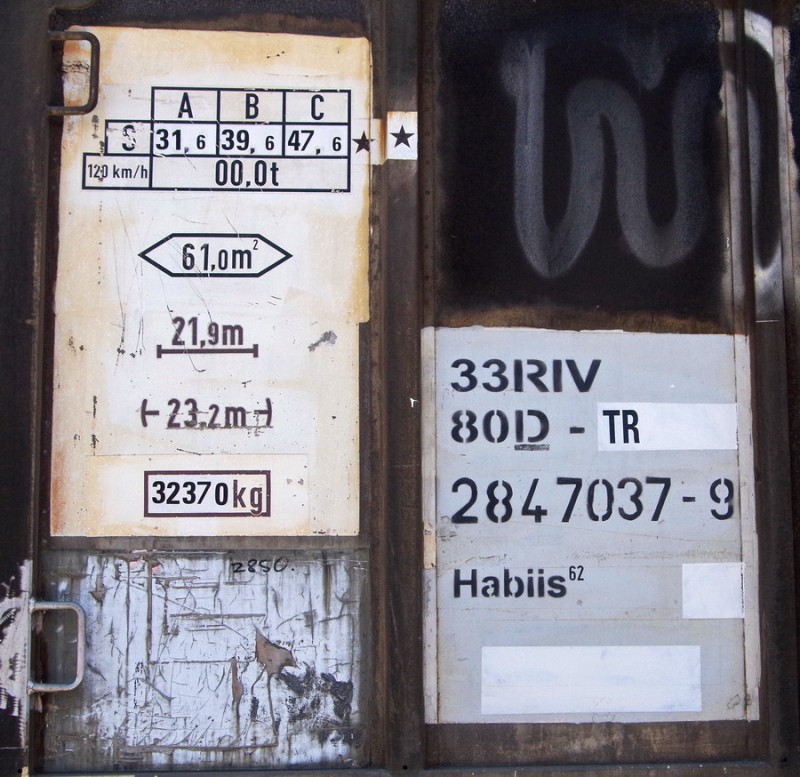 A B C
S 31,6 39,6 47,6 ★★
120 km/h 00,0t
61,0m²
21,9m
23,2m
32370kg
2850.
33RIV
80D - TR
2847037-9
Habiis62